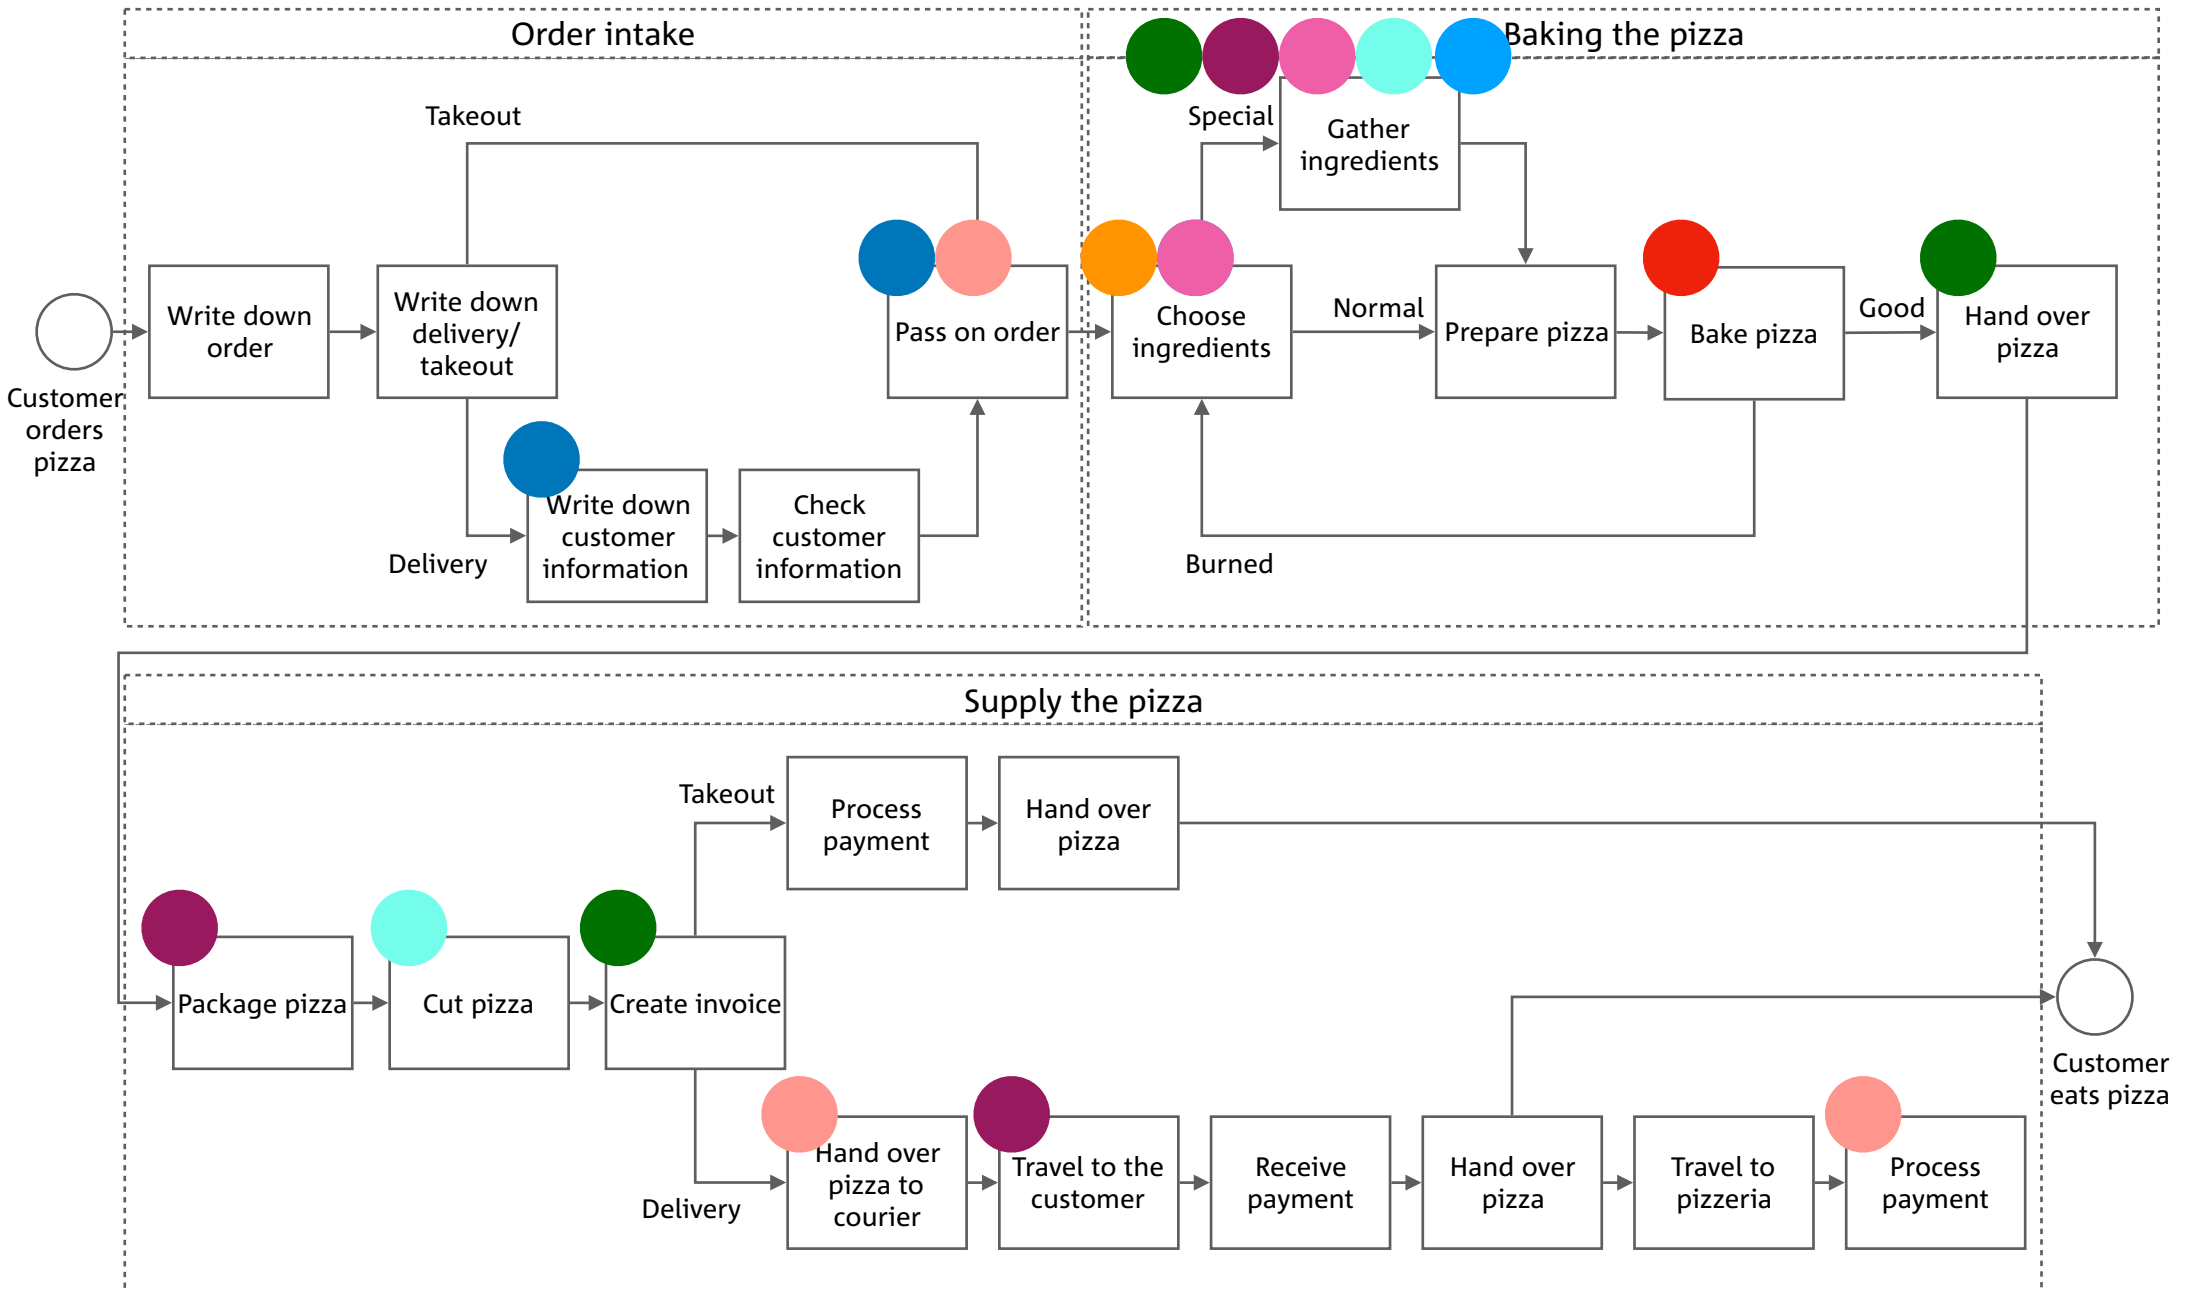 Order intake
Baking the pizza
Takeout
Special
Gather
ingredients
Customer
orders
pizza
Write down
order
Write down
delivery/
takeout
Pass on order
Choose
ingredients
Normal
Prepare pizza
Bake pizza
Good
Hand over
pizza
Delivery
Write down
customer
information
Check
customer
information
Burned
Supply the pizza
Takeout
Process
payment
Hand over
pizza
Package pizza
Cut pizza
Create invoice
Customer
eats pizza
Delivery
Hand over
pizza to
courier
Travel to the
customer
Receive
payment
Hand over
pizza
Travel to
pizzeria
Process
payment